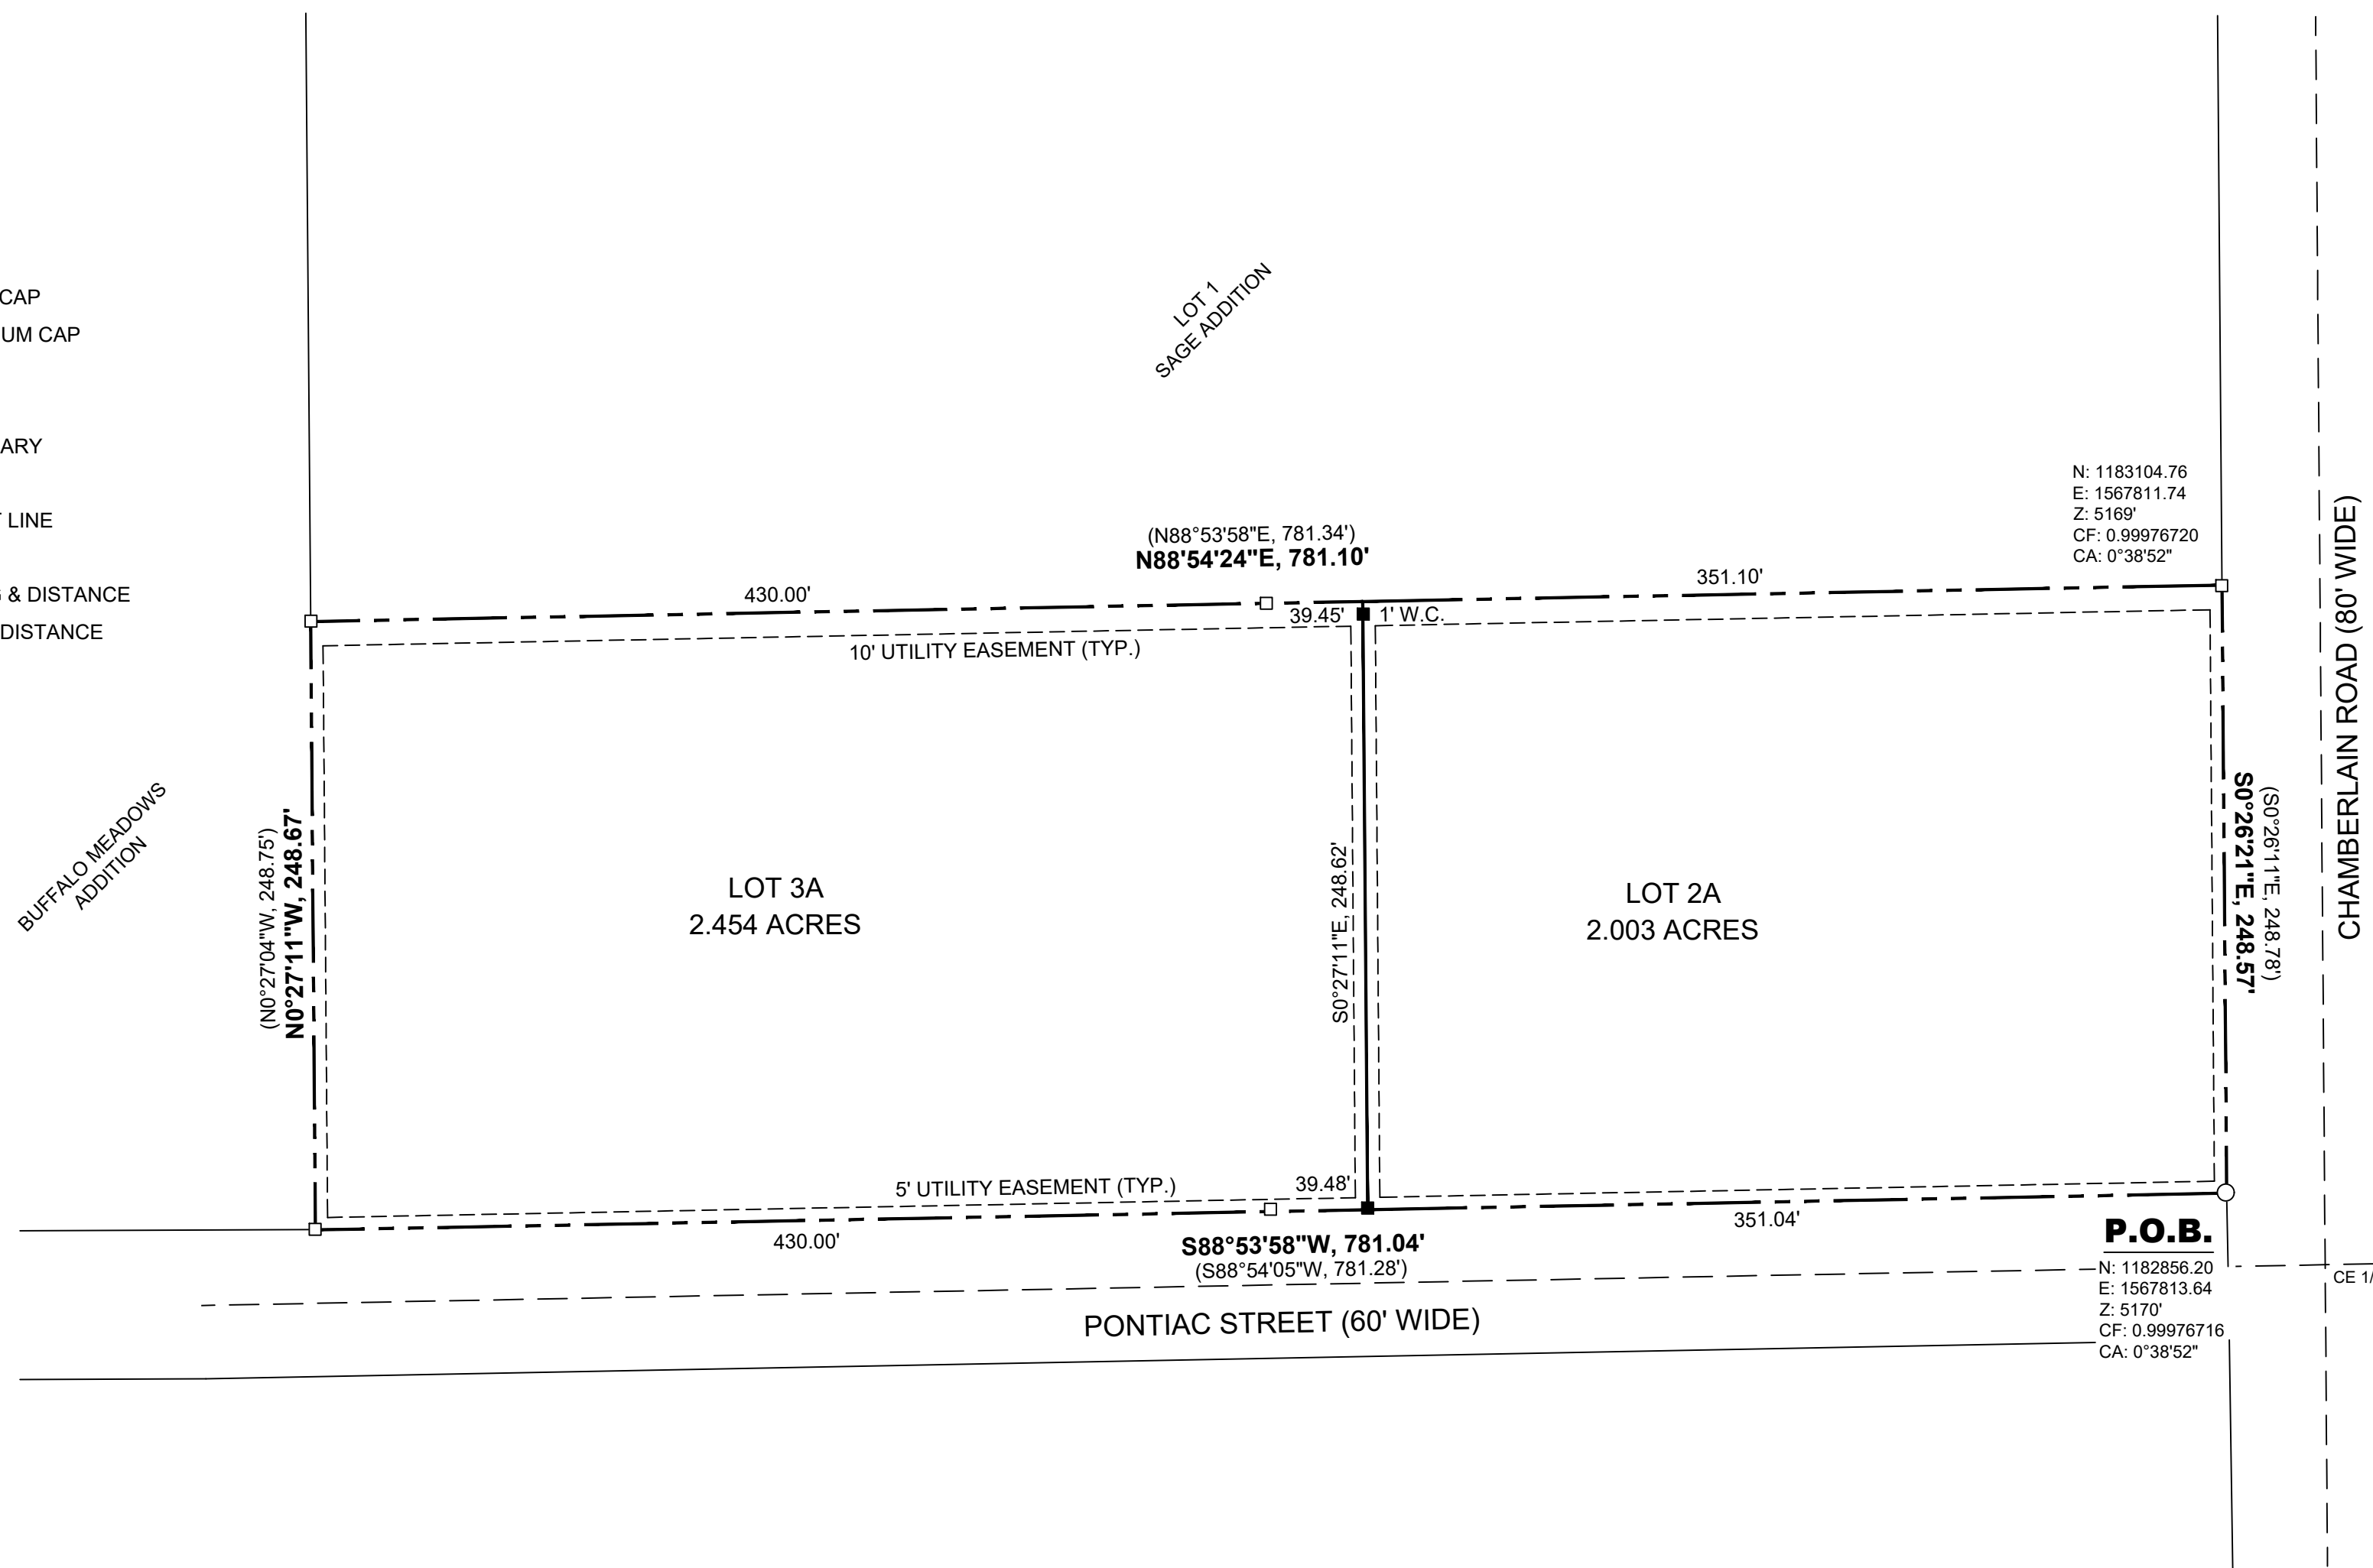 CAP
UM CAP
ARY
LINE
& DISTANCE
DISTANCE
LOT 1
SAGE ADDITION
N: 1183104.76
E: 1567811.74
Z: 5169'
CF: 0.99976720
CA: 0°38'52"
(N88°53'58"E, 781.34')
N88'54'24"E, 781.10'
430.00'
351.10'
39.45'
1' W.C.
10' UTILITY EASEMENT (TYP.)
CHAMBERLAIN ROAD (80' WIDE)
BUFFALO MEADOWS
ADDITION
(N0°27'04"W, 248.75')
N0°27'11"W, 248.67'
LOT 3A
2.454 ACRES
S0°27'11"E, 248.62'
LOT 2A
2.003 ACRES
S0°26'21"E, 248.57'
(S0°26'11"E, 248.78')
5' UTILITY EASEMENT (TYP.)
39.48'
430.00'
351.04'
S88°53'58"W, 781.04'
(S88°54'05"W, 781.28')
P.O.B.
N: 1182856.20
E: 1567813.64
Z: 5170'
CF: 0.99976716
CA: 0°38'52"
CE 1/
PONTIAC STREET (60' WIDE)